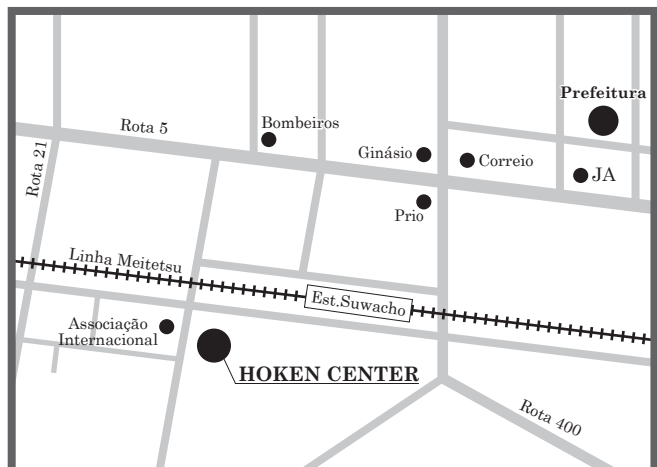 Prefeitura
Rota 5
Bombeiros
Ginásio
Correio
Rota 21
JA
Prio
Linha Meitetsu
Est.Suwacho
Associação
Internacional
HOKEN CENTER
Rota 400